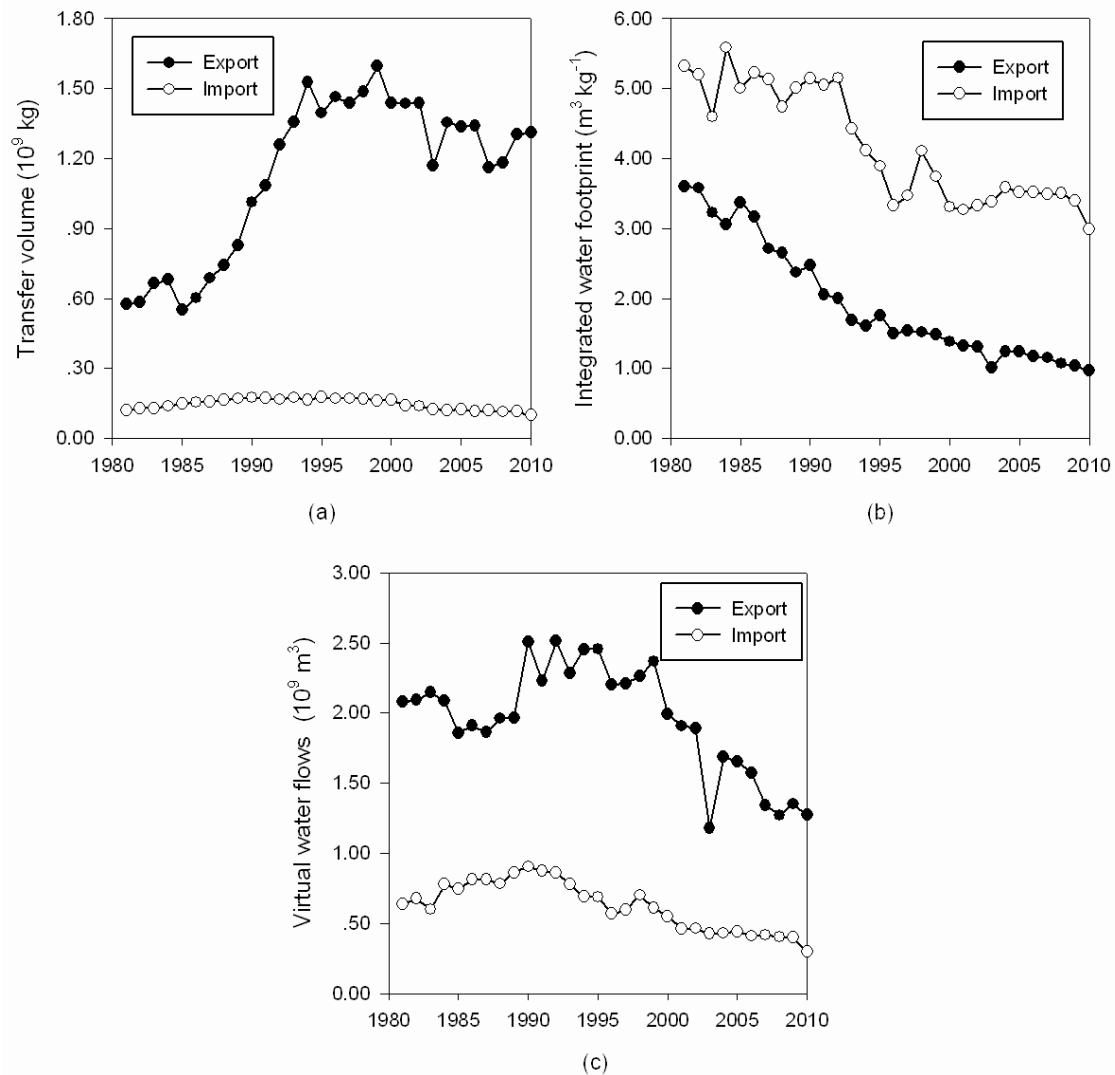 Transfer volume (10⁹ kg)
1.80
1.50
1.20
.90
.60
.30
0.00
Export
Import
1980 1985 1990 1995 2000 2005 2010
(a)
Integrated water footprint (m³ kg⁻¹)
6.00
5.00
4.00
3.00
2.00
1.00
0.00
Export
Import
1980 1985 1990 1995 2000 2005 2010
(b)
Virtual water flows (10⁹ m³)
3.00
2.50
2.00
1.50
1.00
.50
0.00
Export
Import
1980 1985 1990 1995 2000 2005 2010
(c)